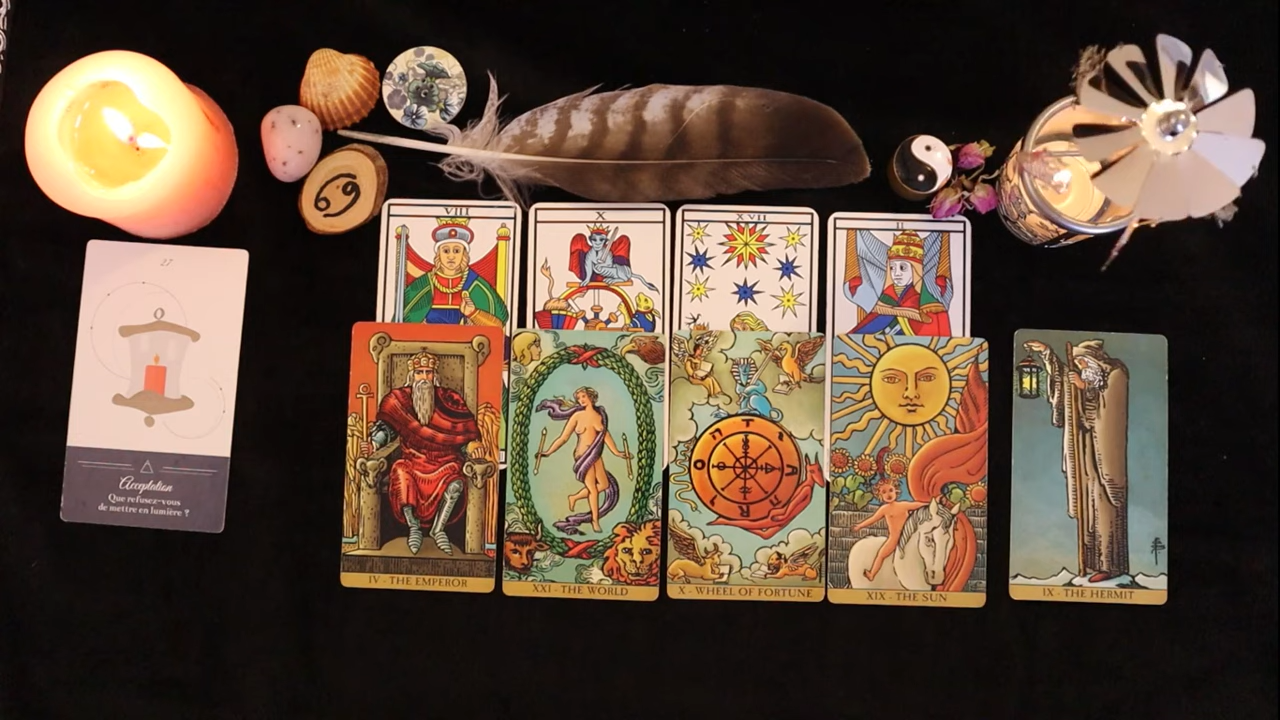 VIII
X
XVII
II
27
Acceptation
Que refusez-vous
de mettre en lumière ?
IV - THE EMPEROR
XXI - THE WORLD
X - WHEEL OF FORTUNE
XIX - THE SUN
IX - THE HERMIT